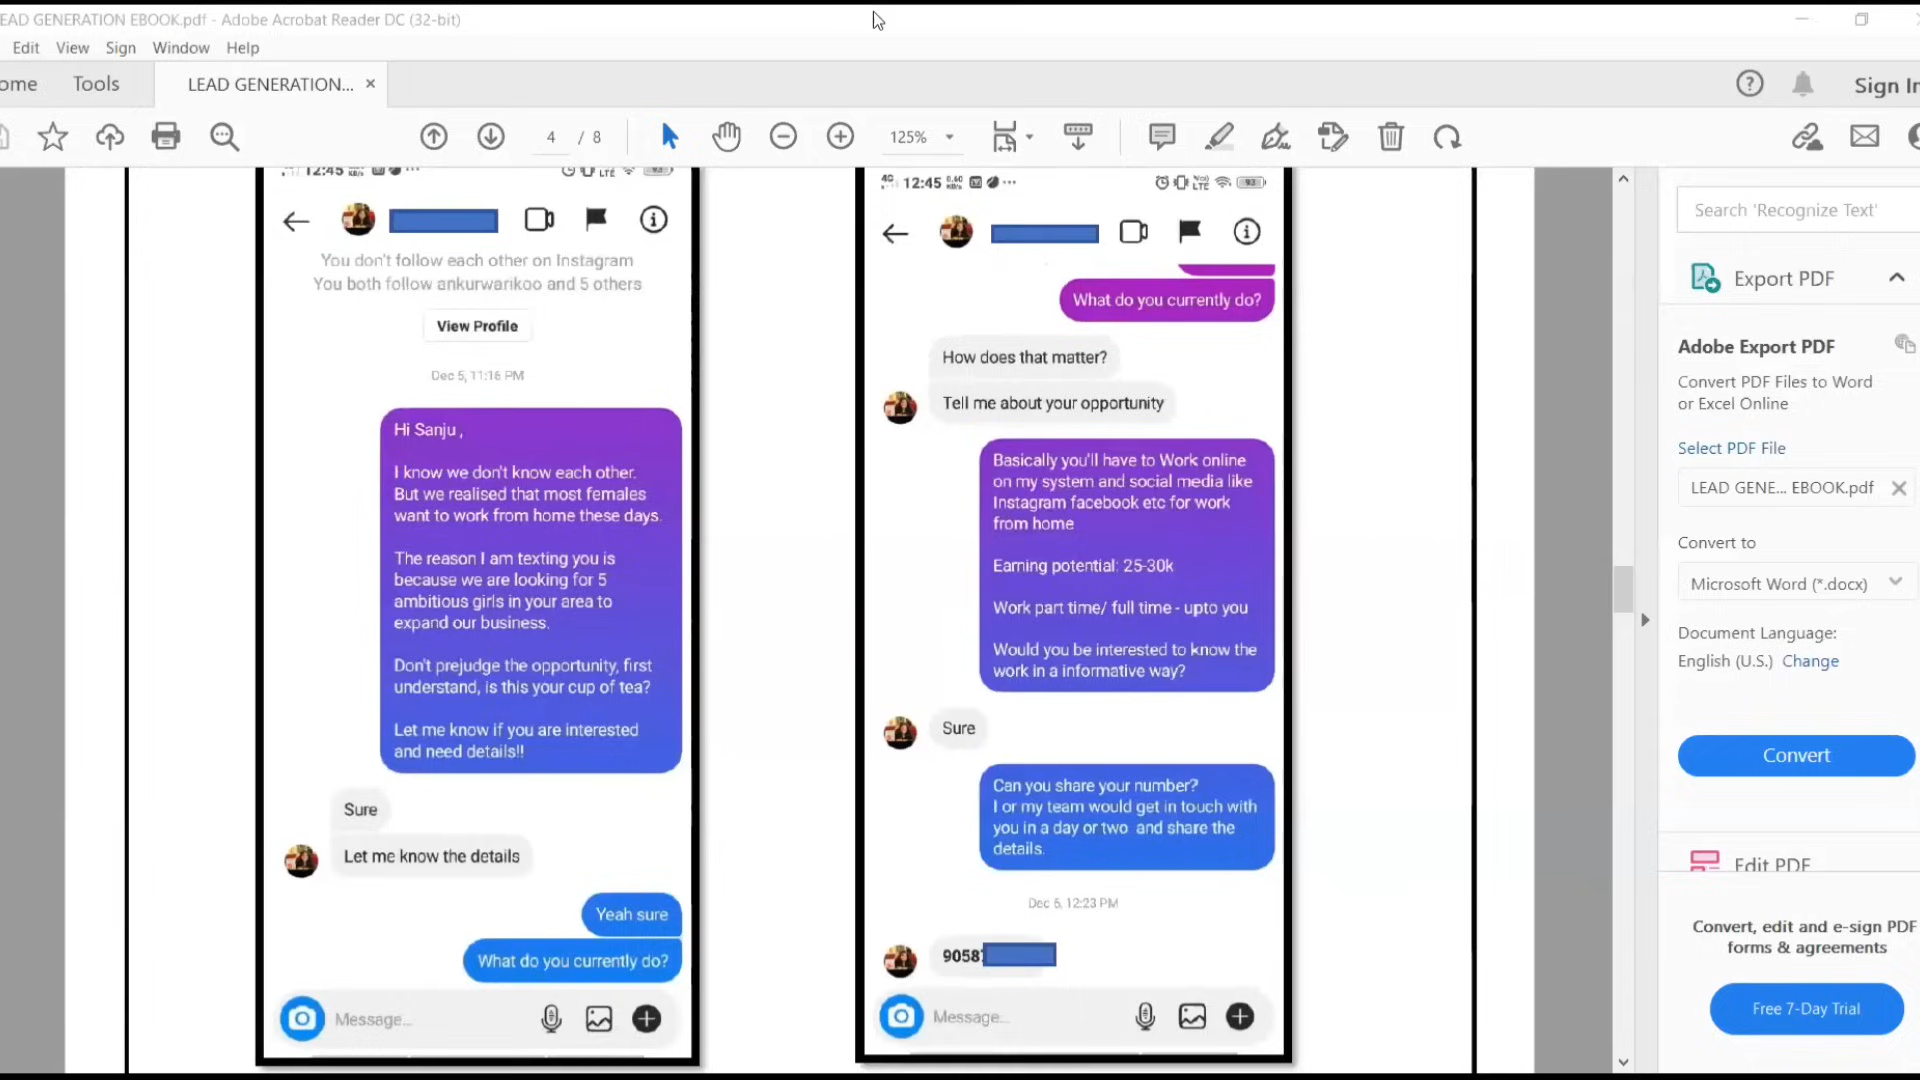 EAD GENERATION EBOOK.pdf - Adobe Acrobat Reader DC (32-bit)
Edit View Sign Window Help
ome Tools LEAD GENERATION... ×
Sign In
4 / 8 125%
12:45
You don't follow each other on Instagram
You both follow ankurwarikoo and 5 others
View Profile
Dec 5, 11:16 PM
Hi Sanju ,
I know we don't know each other.
But we realised that most females
want to work from home these days.
The reason I am texting you is
because we are looking for 5
ambitious girls in your area to
expand our business.
Don't prejudge the opportunity, first
understand, is this your cup of tea?
Let me know if you are interested
and need details!!
Sure
Let me know the details
Yeah sure
What do you currently do?
Message...
4G 12:45 0.60 KB/s LTE 93
What do you currently do?
How does that matter?
Tell me about your opportunity
Basically you'll have to Work online
on my system and social media like
Instagram facebook etc for work
from home
Earning potential: 25-30k
Work part time/ full time - upto you
Would you be interested to know the
work in a informative way?
Sure
Can you share your number?
I or my team would get in touch with
you in a day or two and share the
details.
Dec 6, 12:23 PM
9058
Message...
Search 'Recognize Text'
Export PDF
Adobe Export PDF
Convert PDF Files to Word
or Excel Online
Select PDF File
LEAD GENE... EBOOK.pdf
Convert to
Microsoft Word (*.docx)
Document Language:
English (U.S.) Change
Convert
Edit PDF
Convert, edit and e-sign PDF
forms & agreements
Free 7-Day Trial